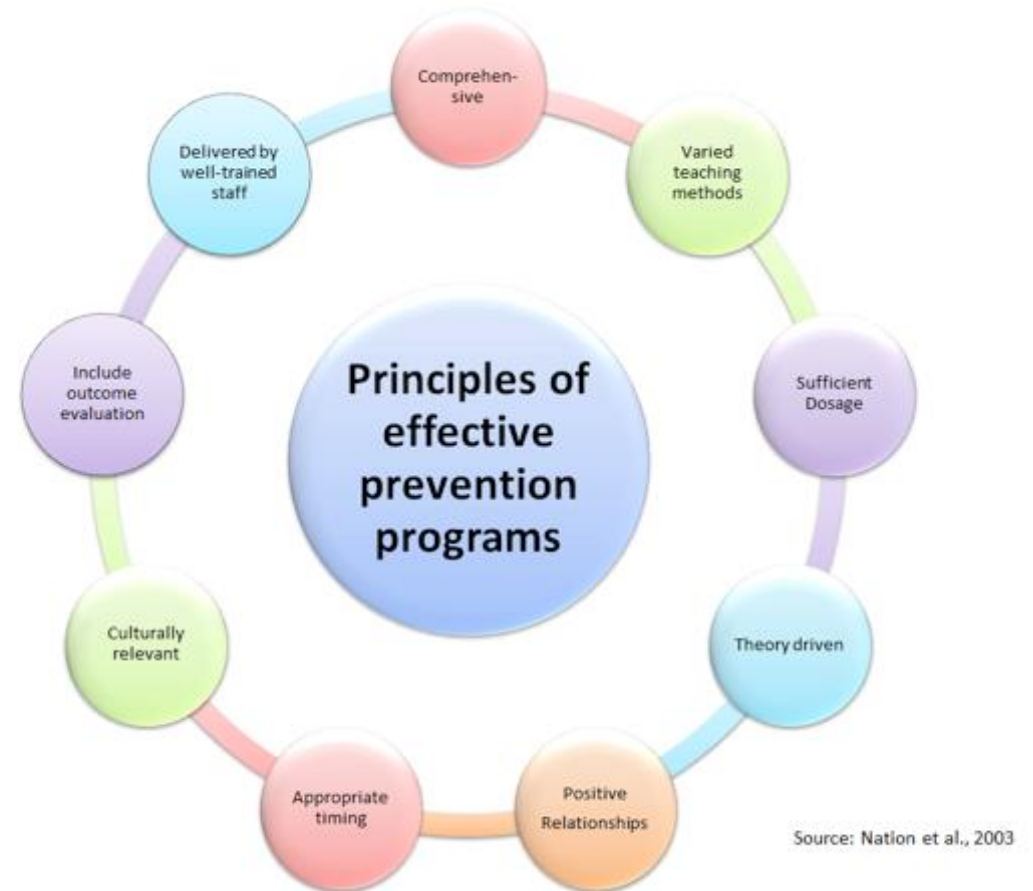 Comprehen-
sive
Varied
teaching
methods
Sufficient
Dosage
Theory driven
Positive
Relationships
Appropriate
timing
Culturally
relevant
Include
outcome
evaluation
Delivered by
well-trained
staff
Principles of
effective
prevention
programs
Source: Nation et al., 2003